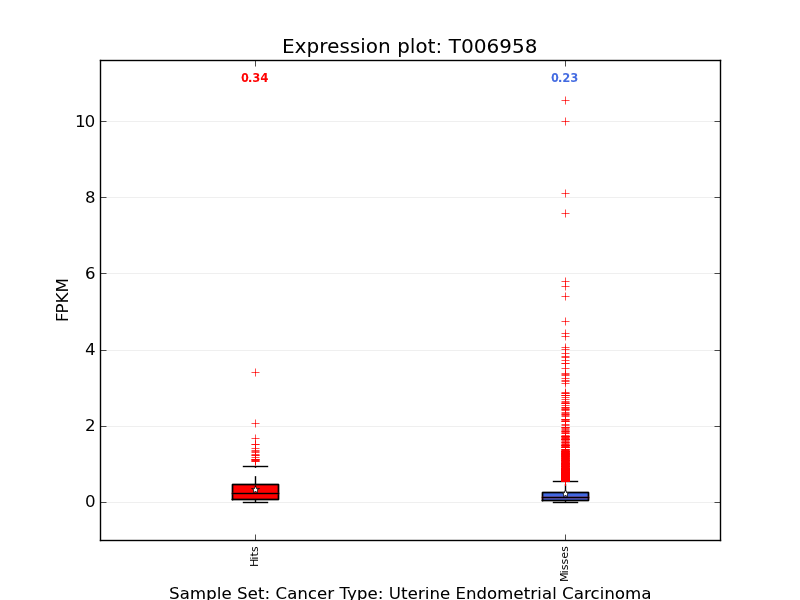 Expression plot: T006958
0.34
0.23
10
8
6
4
2
0
FPKM
Hits
Misses
Sample Set: Cancer Type: Uterine Endometrial Carcinoma